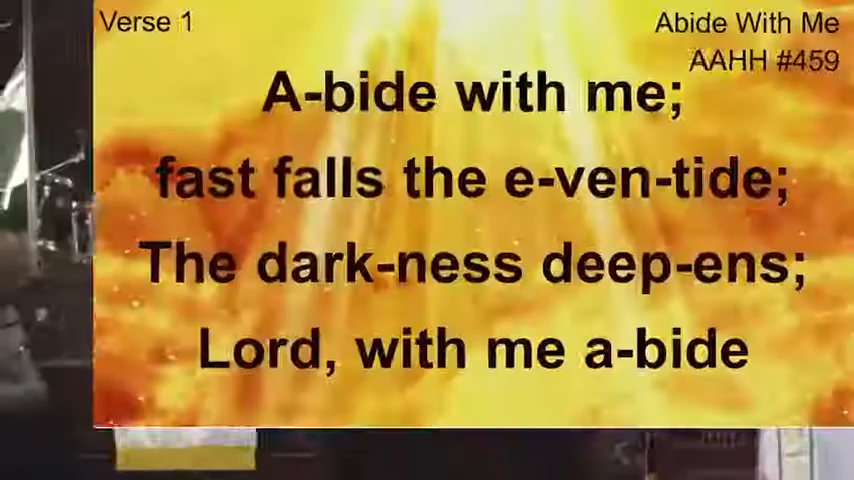 Verse 1
Abide With Me
AAHH #459
A-bide with me;
fast falls the e-ven-tide;
The dark-ness deep-ens;
Lord, with me a-bide